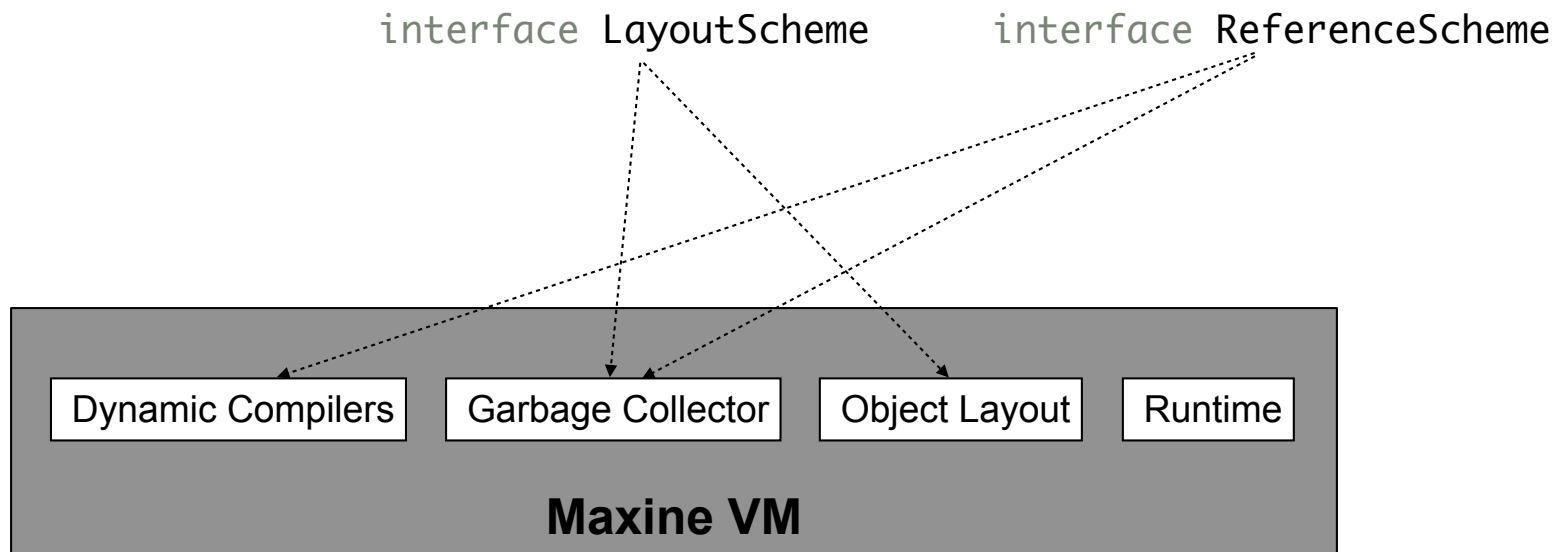 interface LayoutScheme
interface ReferenceScheme
Dynamic Compilers
Garbage Collector
Object Layout
Runtime
Maxine VM